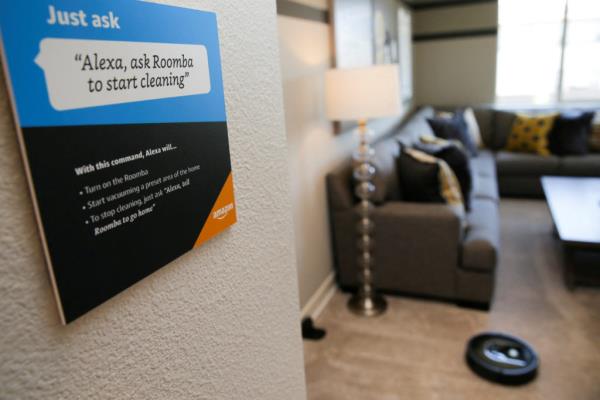 Just ask
“Alexa, ask Roomba
to start cleaning”
With this command, Alexa will...
• Turn on the Roomba
• Start vacuuming a preset area of the home
• To stop cleaning, just ask “Alexa, tell
Roomba to go home”
amazon